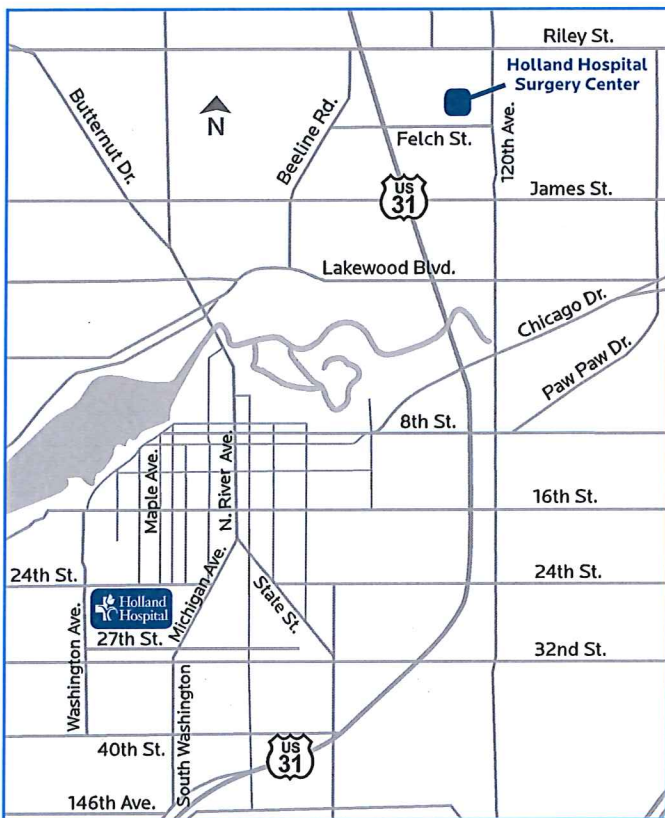 Riley St.
Holland Hospital
Surgery Center
Butternut Dr.
N
Beeline Rd.
Felch St.
120th Ave.
US
31
James St.
Lakewood Blvd.
Chicago Dr.
Paw Paw Dr.
8th St.
Maple Ave.
N. River Ave.
16th St.
24th St.
24th St.
Holland
Hospital
Michigan Ave.
State St.
27th St.
Washington Ave.
32nd St.
South Washington
40th St.
US
31
146th Ave.